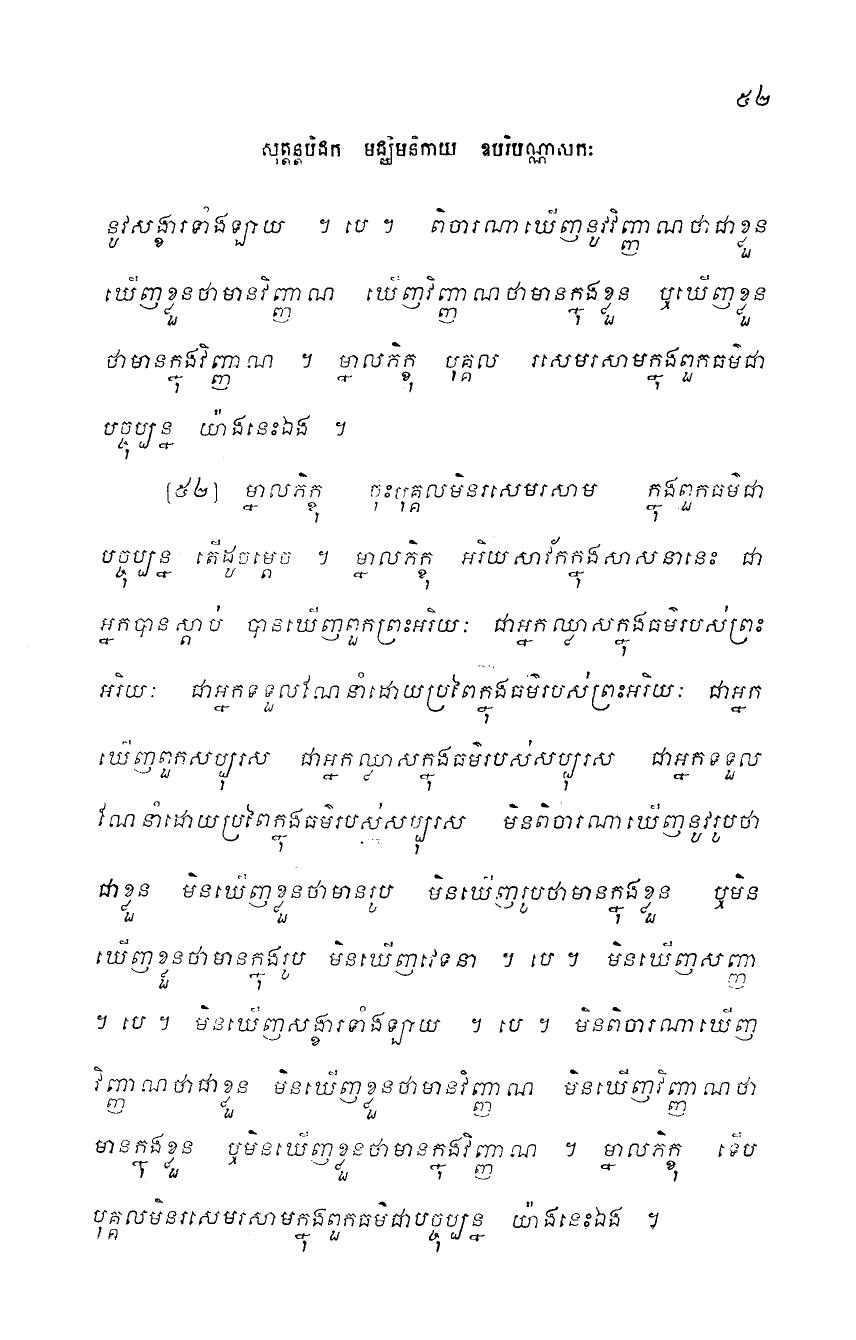 ៥២
សុត្តន្តបិដក មជ្ឈិមនិកាយ ឧបរិបណ្ណាសកៈ
នូវសង្ខារទាំងឡាយ ។ បេ ។ ពិចារណាឃើញនូវវិញ្ញាណថាជាខ្លួន
ឃើញខ្លួនថាមានវិញ្ញាណ ឃើញវិញ្ញាណថាមានក្នុងខ្លួន ឬឃើញខ្លួន
ថាមានក្នុងវិញ្ញាណ ។ ម្នាលភិក្ខុ បុគ្គល រសេមរសាមក្នុងពួកធម៌ជា
បច្ចុប្បន្ន យ៉ាងនេះឯង ។
[៥២] ម្នាលភិក្ខុ ចុះបុគ្គលមិនរសេមរសាម ក្នុងពួកធម៌ជា
បច្ចុប្បន្ន តើដូចម្តេច ។ ម្នាលភិក្ខុ អរិយសាវ័កក្នុងសាសនានេះ ជា
អ្នកបានស្តាប់ បានឃើញពួកព្រះអរិយៈ ជាអ្នកឈ្លាសក្នុងធម៌របស់ព្រះ
អរិយៈ ជាអ្នកទទួលណែនាំដោយប្រពៃក្នុងធម៌របស់ព្រះអរិយៈ ជាអ្នក
ឃើញពួកសប្បុរស ជាអ្នកឈ្លាសក្នុងធម៌របស់សប្បុរស ជាអ្នកទទួល
ណែនាំដោយប្រពៃក្នុងធម៌របស់សប្បុរស មិនពិចារណាឃើញនូវរូបថា
ជាខ្លួន មិនឃើញខ្លួនថាមានរូប មិនឃើញរូបថាមានក្នុងខ្លួន ឬមិន
ឃើញខ្លួនថាមានក្នុងរូប មិនឃើញវេទនា ។ បេ ។ មិនឃើញសញ្ញា
។ បេ ។ មិនឃើញសង្ខារទាំងឡាយ ។ បេ ។ មិនពិចារណាឃើញ
វិញ្ញាណថាជាខ្លួន មិនឃើញខ្លួនថាមានវិញ្ញាណ មិនឃើញវិញ្ញាណថា
មានក្នុងខ្លួន ឬមិនឃើញខ្លួនថាមានក្នុងវិញ្ញាណ ។ ម្នាលភិក្ខុ ទើប
បុគ្គលមិនរសេមរសាមក្នុងពួកធម៌ជាបច្ចុប្បន្ន យ៉ាងនេះឯង ។